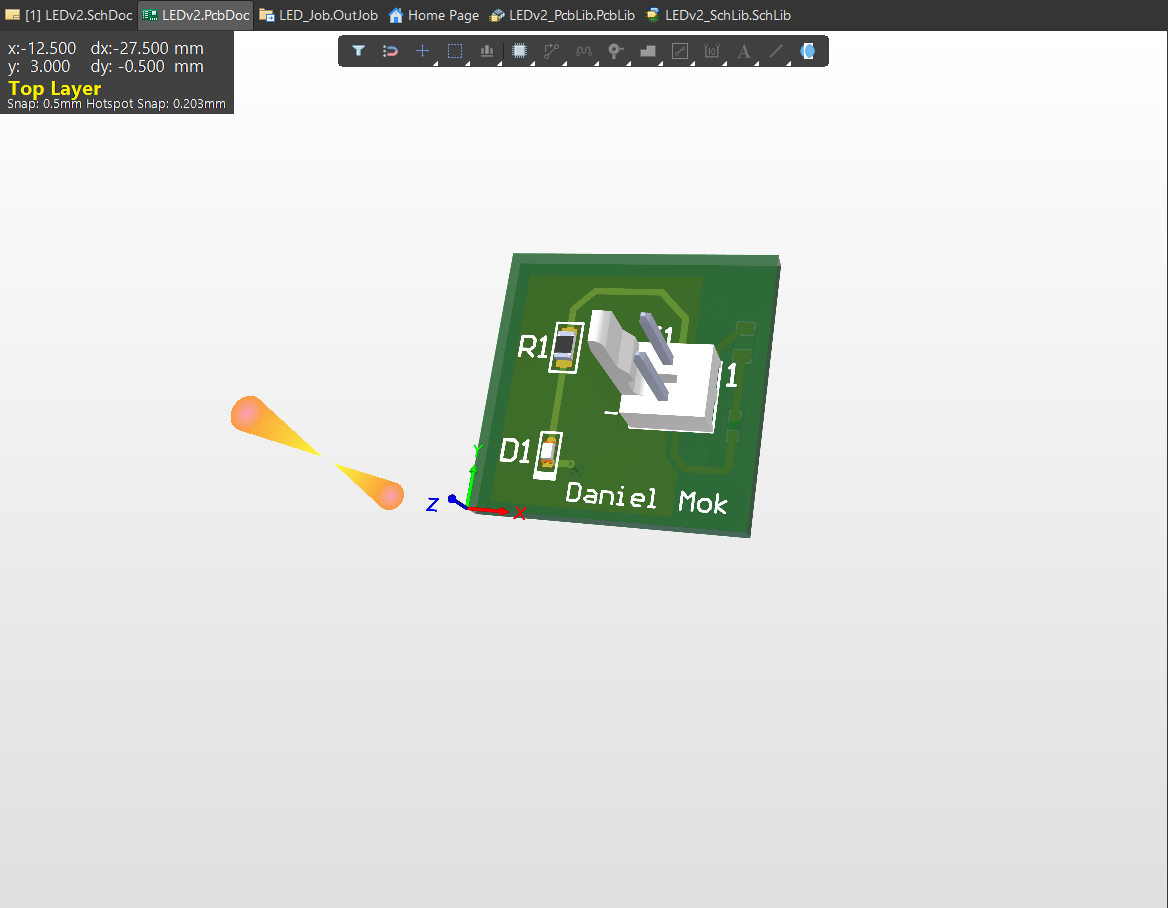 [1] LEDv2.SchDoc LEDv2.PcbDoc LED_Job.OutJob Home Page LEDv2_PcbLib.PcbLib LEDv2_SchLib.SchLib
x:-12.500 dx:-27.500 mm
y: 3.000 dy: -0.500 mm
Top Layer
Snap: 0.5mm Hotspot Snap: 0.203mm
10
A
R1
1
D1
Y
Z
X
Daniel Mok